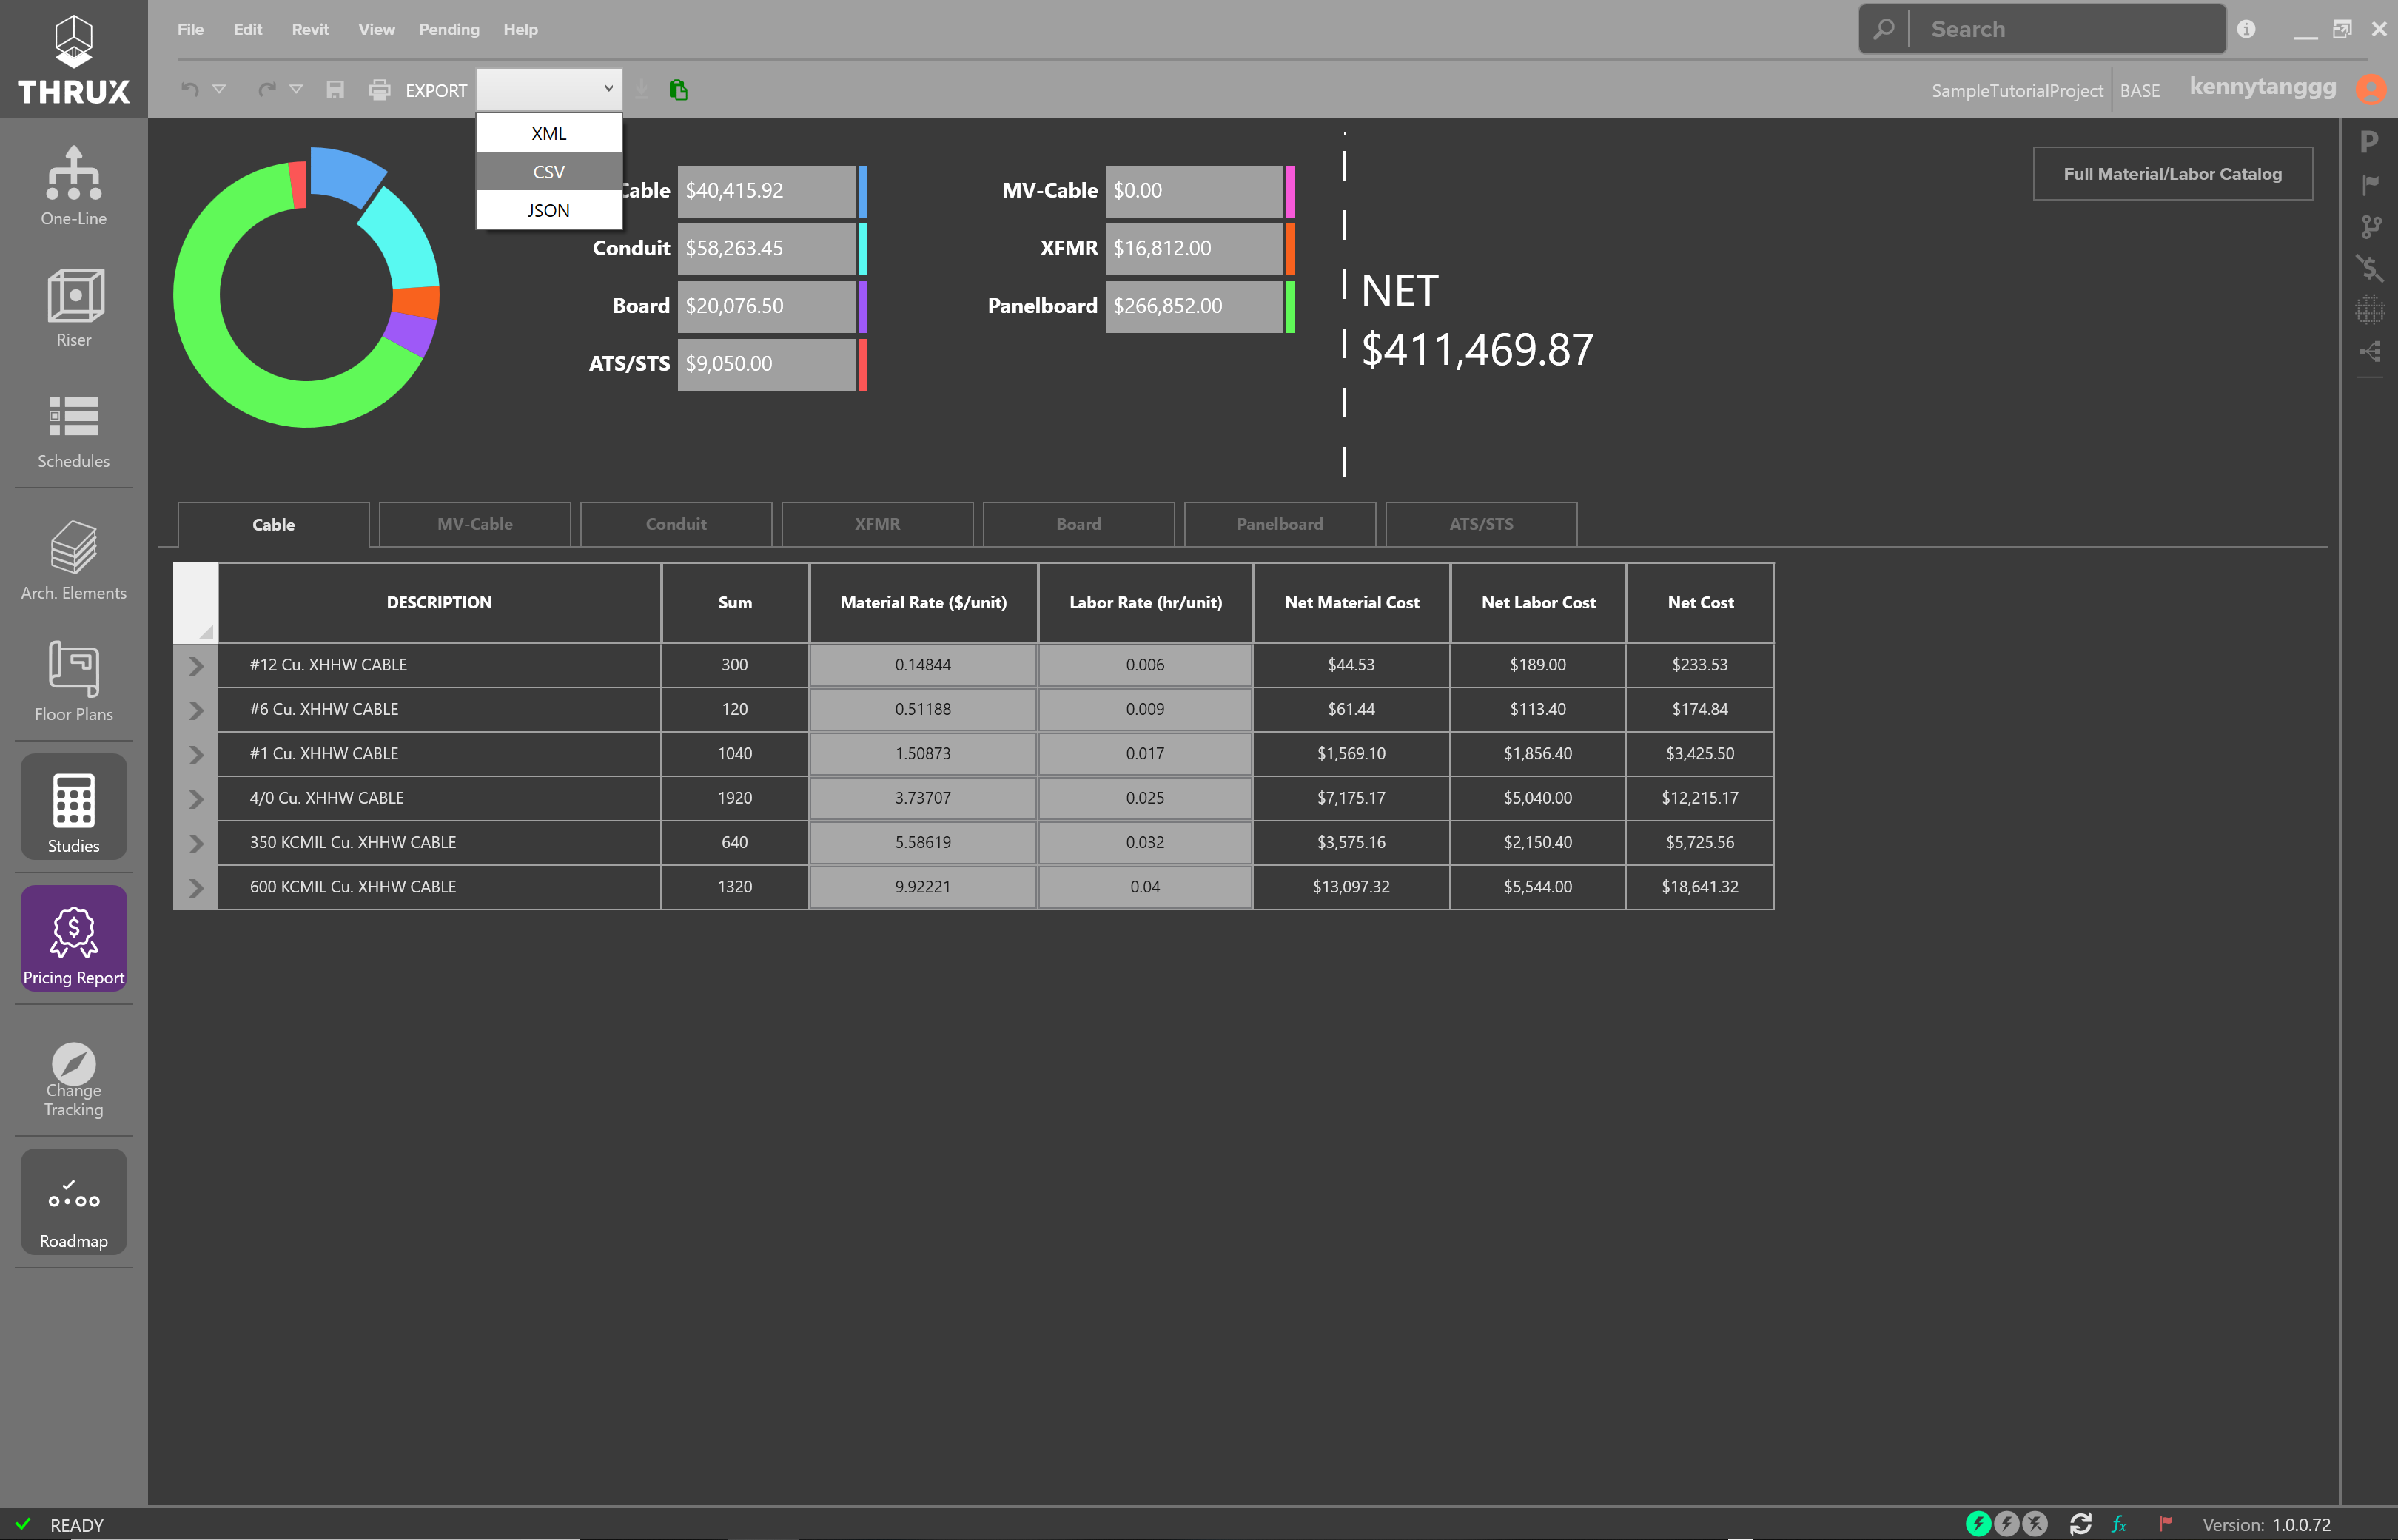 THRUX
File Edit Revit View Pending Help
Search
EXPORT
SampleTutorialProject BASE kennytanggg
XML
CSV
JSON
One-Line
Riser
Schedules
Arch. Elements
Floor Plans
Studies
Pricing Report
Change
Tracking
Roadmap
Cable $40,415.92
Conduit $58,263.45
Board $20,076.50
ATS/STS $9,050.00
MV-Cable $0.00
XFMR $16,812.00
Panelboard $266,852.00
NET
$411,469.87
Full Material/Labor Catalog
P
Cable MV-Cable Conduit XFMR Board Panelboard ATS/STS
DESCRIPTION Sum Material Rate ($/unit) Labor Rate (hr/unit) Net Material Cost Net Labor Cost Net Cost
#12 Cu. XHHW CABLE 300 0.14844 0.006 $44.53 $189.00 $233.53
#6 Cu. XHHW CABLE 120 0.51188 0.009 $61.44 $113.40 $174.84
#1 Cu. XHHW CABLE 1040 1.50873 0.017 $1,569.10 $1,856.40 $3,425.50
4/0 Cu. XHHW CABLE 1920 3.73707 0.025 $7,175.17 $5,040.00 $12,215.17
350 KCMIL Cu. XHHW CABLE 640 5.58619 0.032 $3,575.16 $2,150.40 $5,725.56
600 KCMIL Cu. XHHW CABLE 1320 9.92221 0.04 $13,097.32 $5,544.00 $18,641.32
READY
fx Version: 1.0.0.72